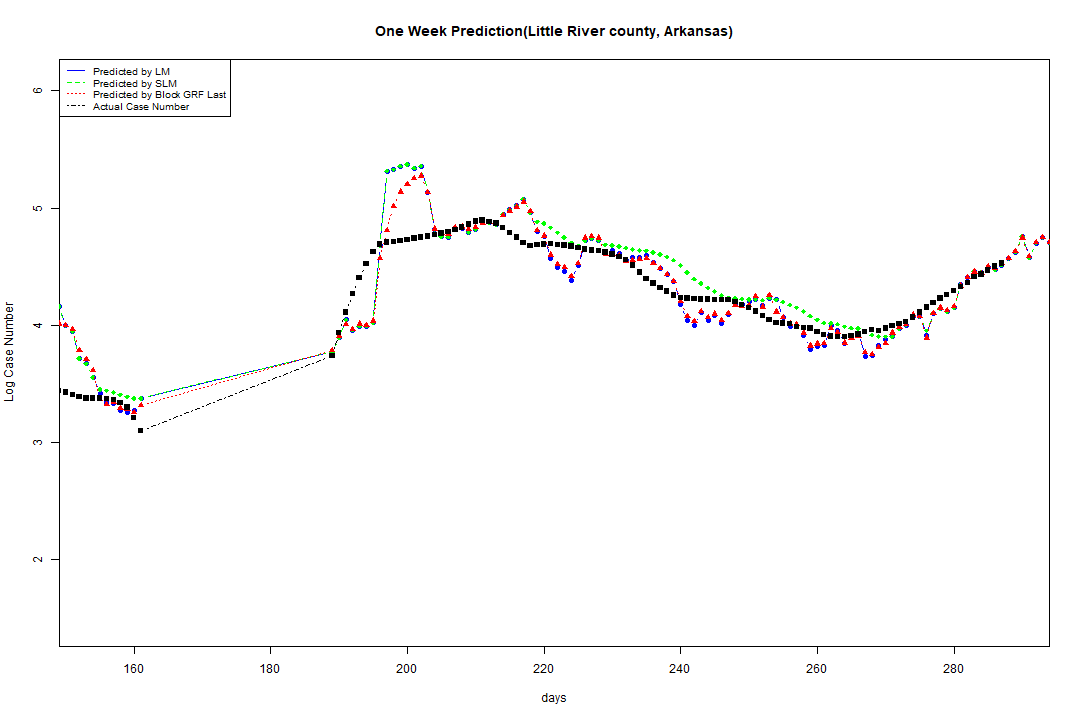 One Week Prediction(Little River county, Arkansas)
Predicted by LM
Predicted by SLM
Predicted by Block GRF Last
Actual Case Number
Log Case Number
6
5
4
3
2
160 180 200 220 240 260 280
days